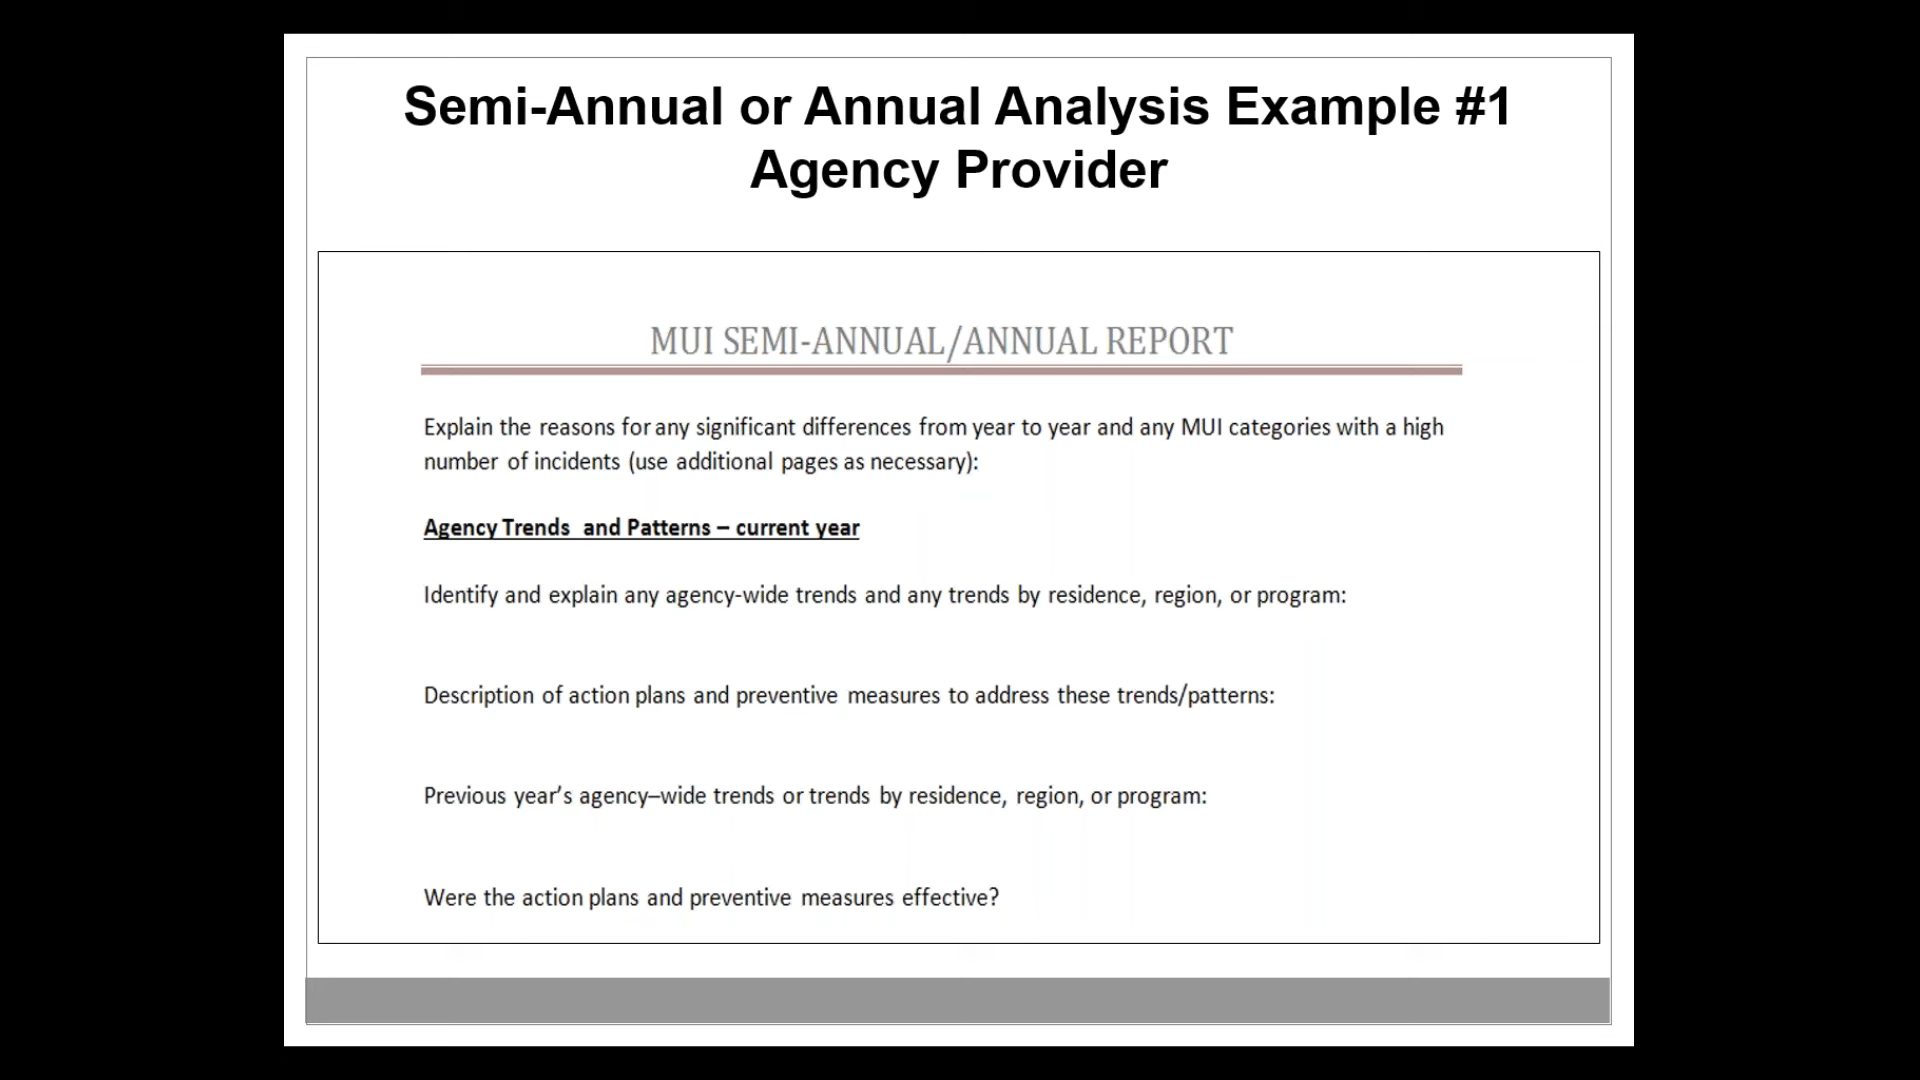 Semi-Annual or Annual Analysis Example #1
Agency Provider
MUI SEMI-ANNUAL/ANNUAL REPORT
Explain the reasons for any significant differences from year to year and any MUI categories with a high
number of incidents (use additional pages as necessary):
Agency Trends and Patterns – current year
Identify and explain any agency-wide trends and any trends by residence, region, or program:
Description of action plans and preventive measures to address these trends/patterns:
Previous year’s agency–wide trends or trends by residence, region, or program:
Were the action plans and preventive measures effective?